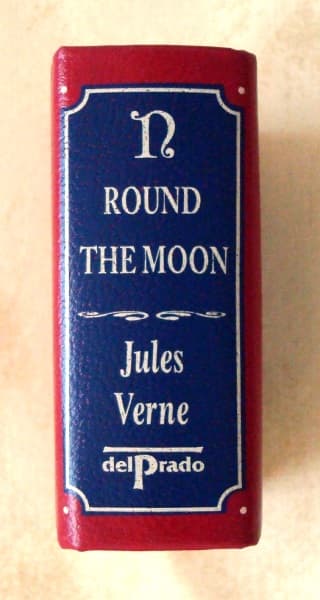 n
ROUND
THE MOON
Jules
Verne
delPrado